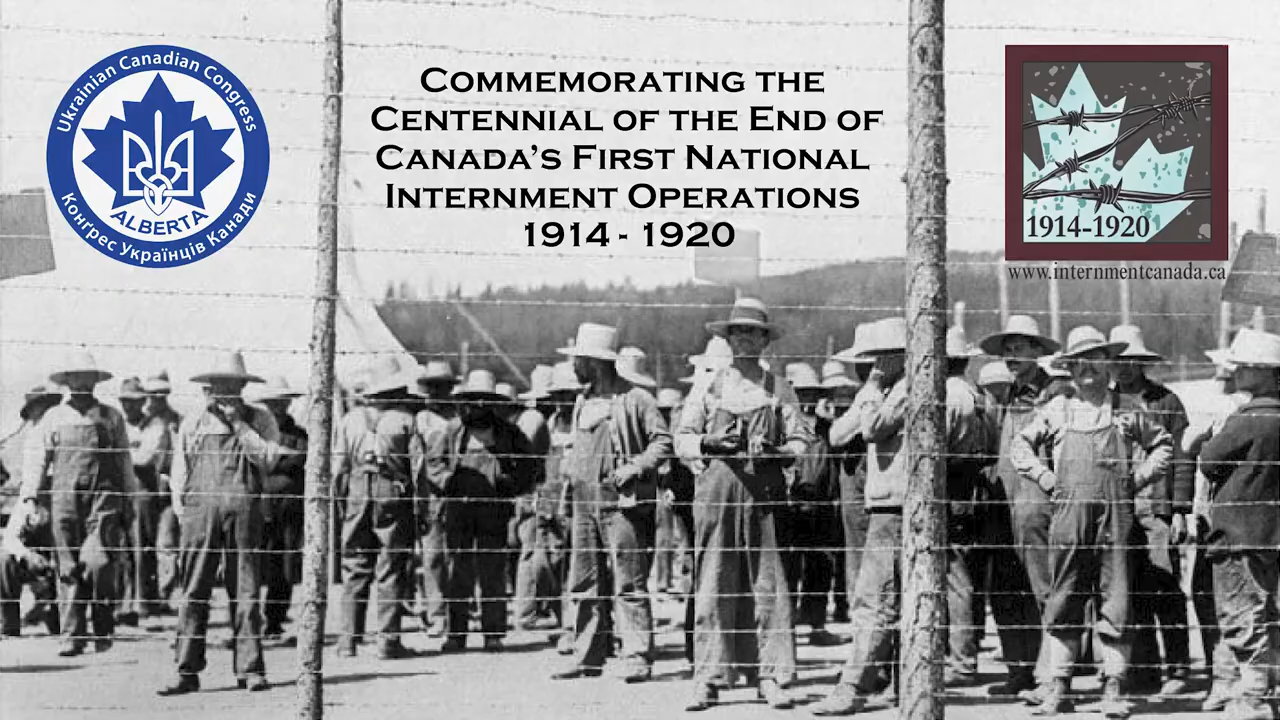 Ukrainian Canadian Congress
ALBERTA
Конґрес Українців Канади
COMMEMORATING THE
CENTENNIAL OF THE END OF
CANADA'S FIRST NATIONAL
INTERNMENT OPERATIONS
1914 - 1920
1914-1920
www.internmentcanada.ca